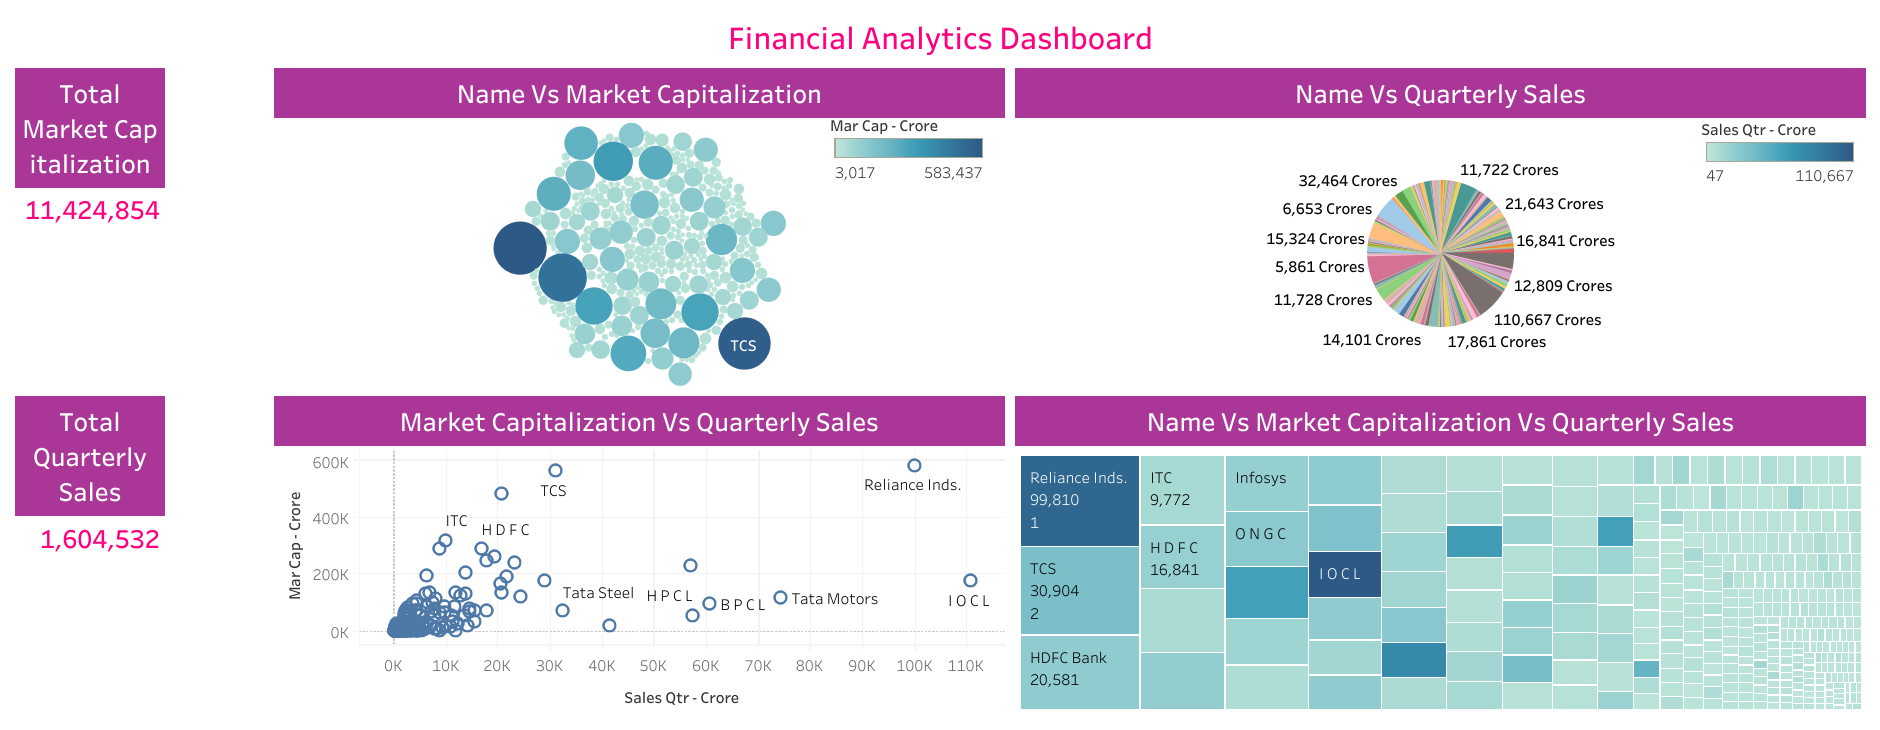 Financial Analytics Dashboard
Total
Market Cap
italization
11,424,854
Name Vs Market Capitalization
Mar Cap - Crore
3,017 583,437
TCS
Name Vs Quarterly Sales
Sales Qtr - Crore
47 110,667
11,722 Crores
32,464 Crores
21,643 Crores
6,653 Crores
15,324 Crores
16,841 Crores
5,861 Crores
12,809 Crores
11,728 Crores
110,667 Crores
14,101 Crores
17,861 Crores
Total
Quarterly
Sales
1,604,532
Market Capitalization Vs Quarterly Sales
Mar Cap - Crore
600K
400K
200K
0K
TCS
Reliance Inds.
ITC
H D F C
Tata Steel
H P C L
B P C L
Tata Motors
I O C L
0K 10K 20K 30K 40K 50K 60K 70K 80K 90K 100K 110K
Sales Qtr - Crore
Name Vs Market Capitalization Vs Quarterly Sales
Reliance Inds.
99,810
1
TCS
30,904
2
HDFC Bank
20,581
ITC
9,772
H D F C
16,841
Infosys
O N G C
I O C L